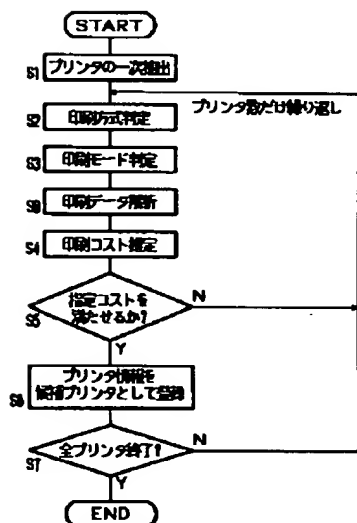 START
S1 プリンタの一次抽出
プリンタ数だけ繰り返し
S2 印刷方式判定
S3 印刷モード判定
印刷データ解析
S4 印刷コスト推定
指定コストを
満たせるか?
N
S5
Y
プリンタ情報を
候補プリンタとして登録
S6
全プリンタ終了?
N
S7
Y
END